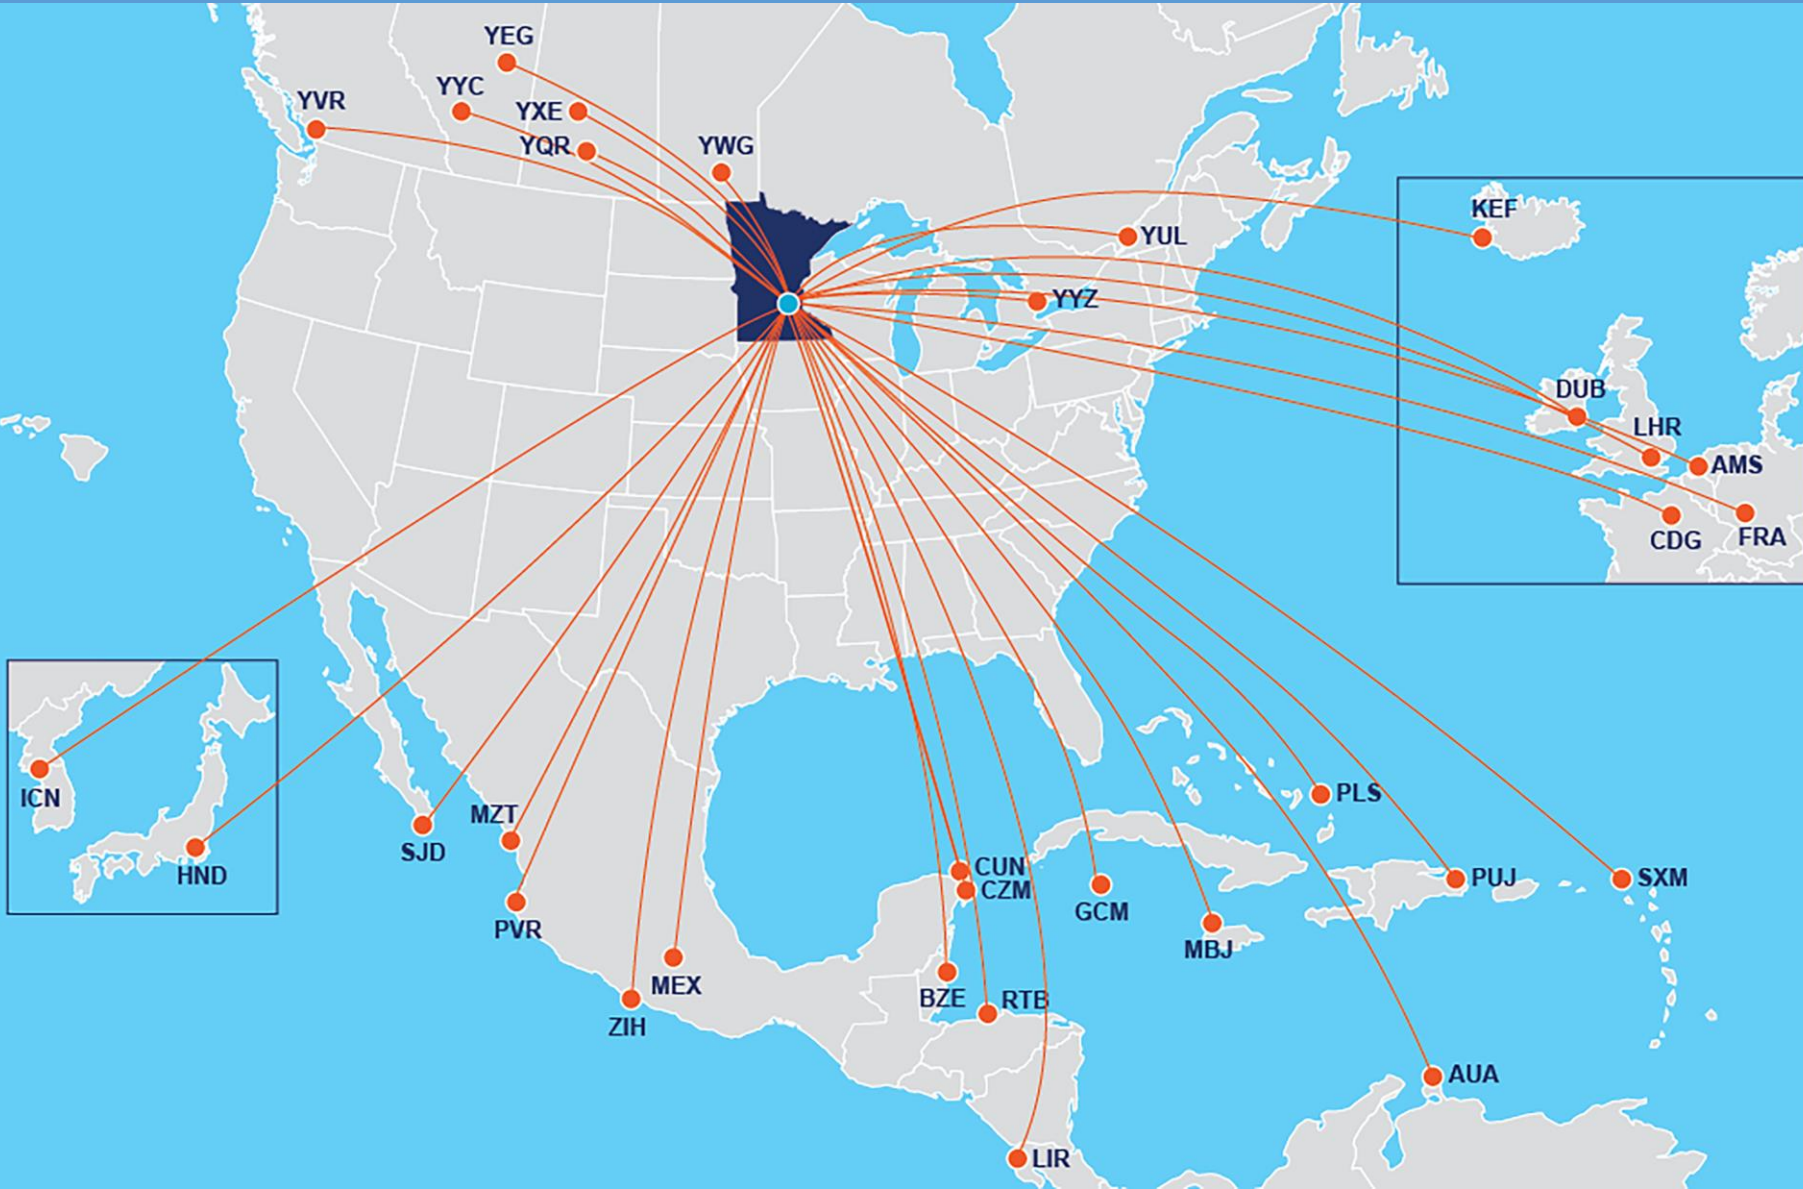 YEG
YYC
YVR
YXE
YQR
YWG
KEF
YUL
YYZ
DUB
LHR
AMS
CDG
FRA
ICN
HND
SJD
MZT
PVR
MEX
ZIH
CUN
CZM
GCM
MBJ
PLS
PUJ
SXM
BZE
RTB
AUA
LIR